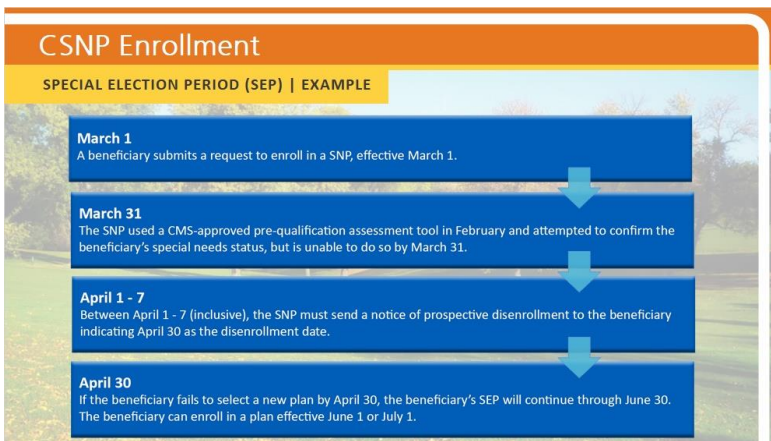 CSNP Enrollment
SPECIAL ELECTION PERIOD (SEP) | EXAMPLE
March 1
A beneficiary submits a request to enroll in a SNP, effective March 1.
March 31
The SNP used a CMS-approved pre-qualification assessment tool in February and attempted to confirm the
beneficiary's special needs status, but is unable to do so by March 31.
April 1 - 7
Between April 1 - 7 (inclusive), the SNP must send a notice of prospective disenrollment to the beneficiary
indicating April 30 as the disenrollment date.
April 30
If the beneficiary fails to select a new plan by April 30, the beneficiary's SEP will continue through June 30.
The beneficiary can enroll in a plan effective June 1 or July 1.